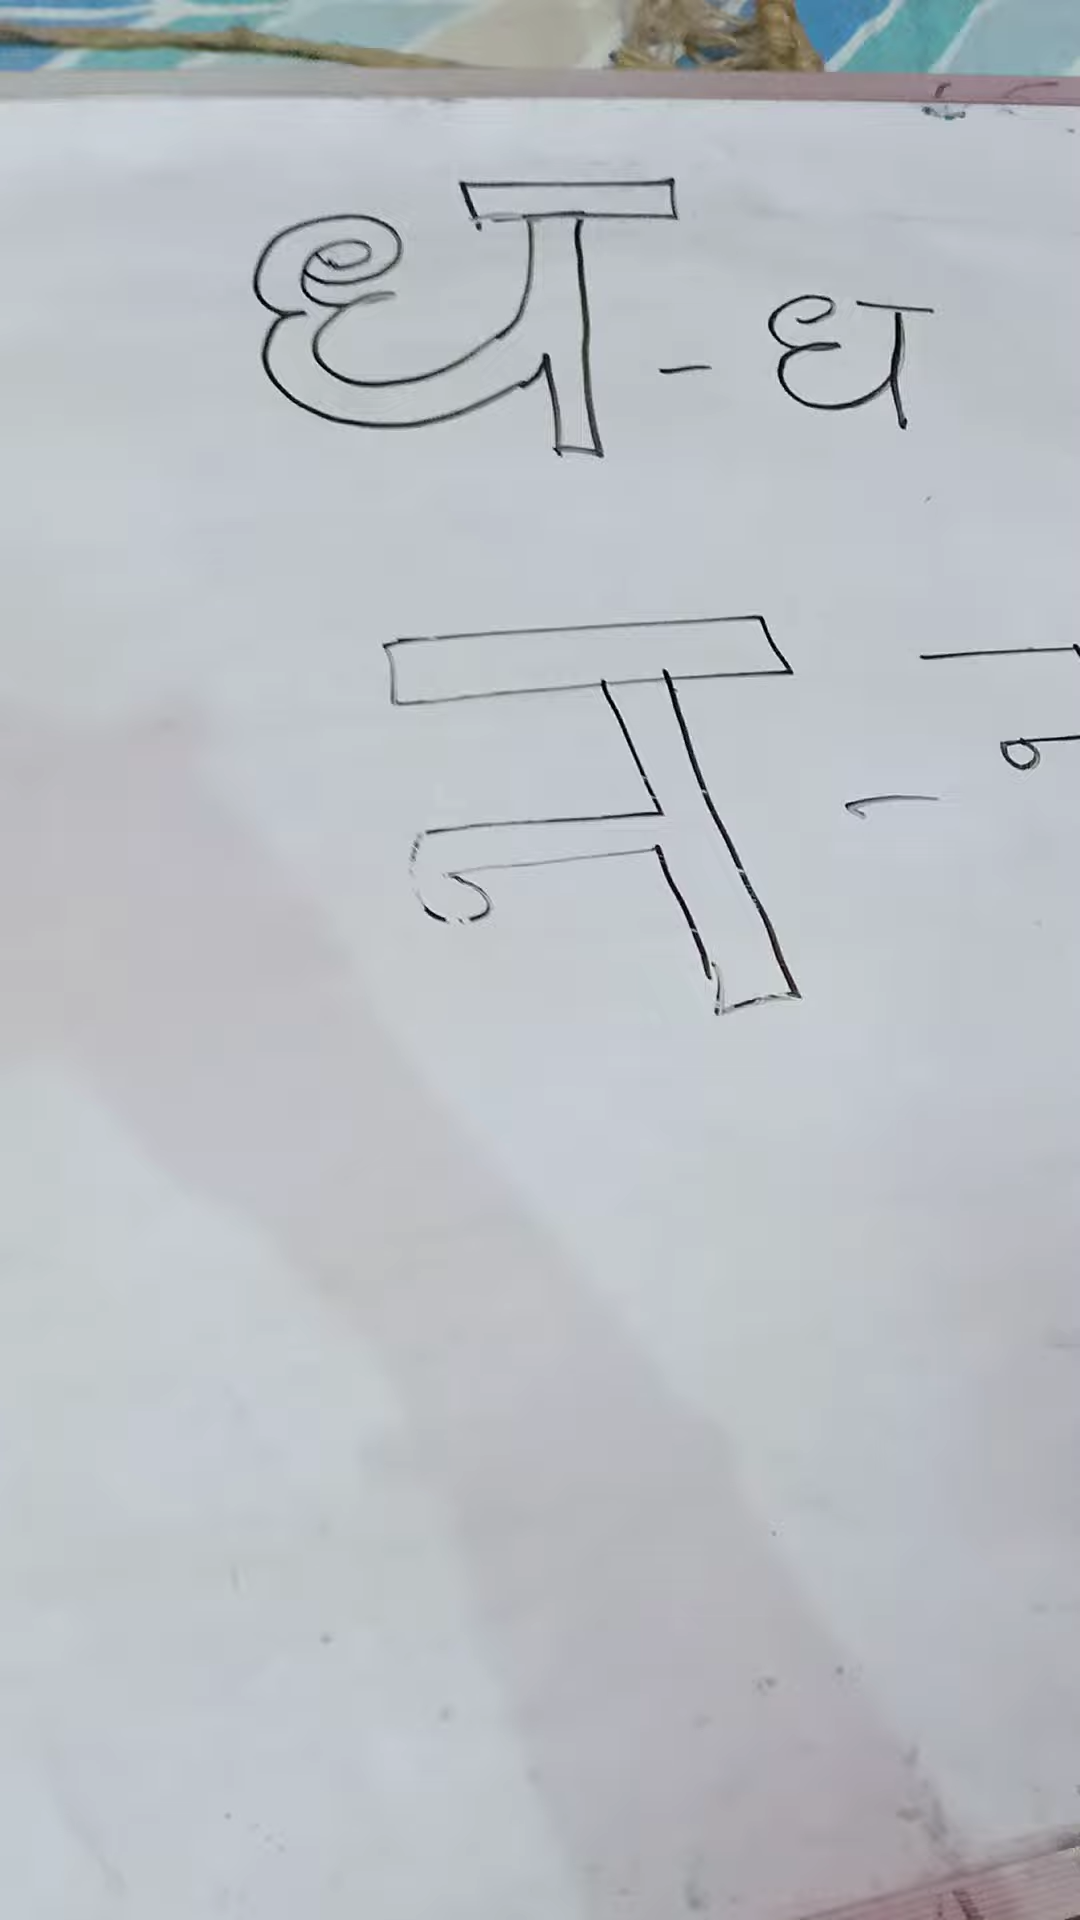 ध - ध
न - न